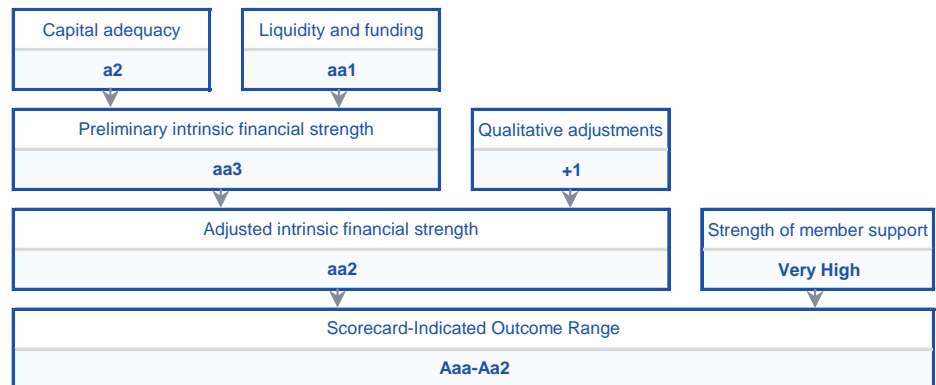 Capital adequacy
Liquidity and funding
a2
aa1
Preliminary intrinsic financial strength
Qualitative adjustments
aa3
+1
Adjusted intrinsic financial strength
Strength of member support
aa2
Very High
Scorecard-Indicated Outcome Range
Aaa-Aa2